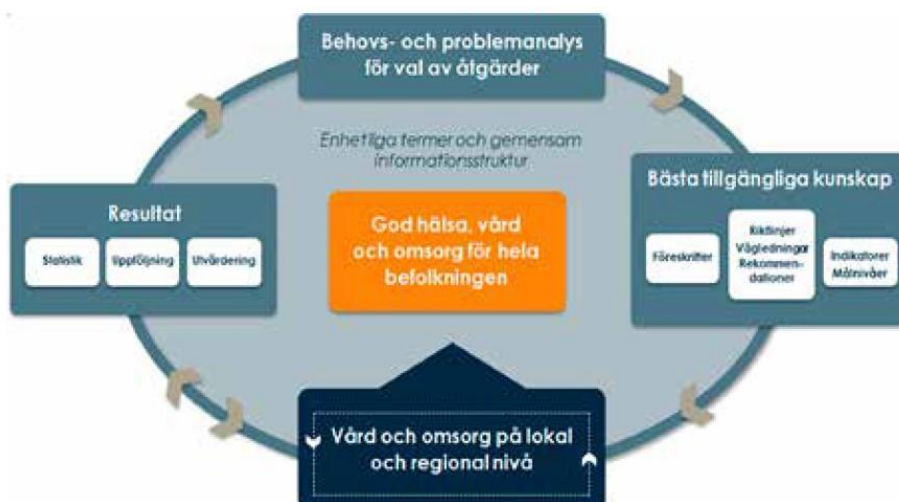 Behovs- och problemanalys
för val av åtgärder
Enhetliga termer och gemensam
informationsstruktur
Resultat
Statistik
Uppföljning
Utvärdering
God hälsa, vård
och omsorg för hela
befolkningen
Bästa tillgängliga kunskap
Föreskrifter
Riktlinjer
Vägledningar
Rekommen-
dationer
Indikatorer
Målnivåer
Vård och omsorg på lokal
och regional nivå